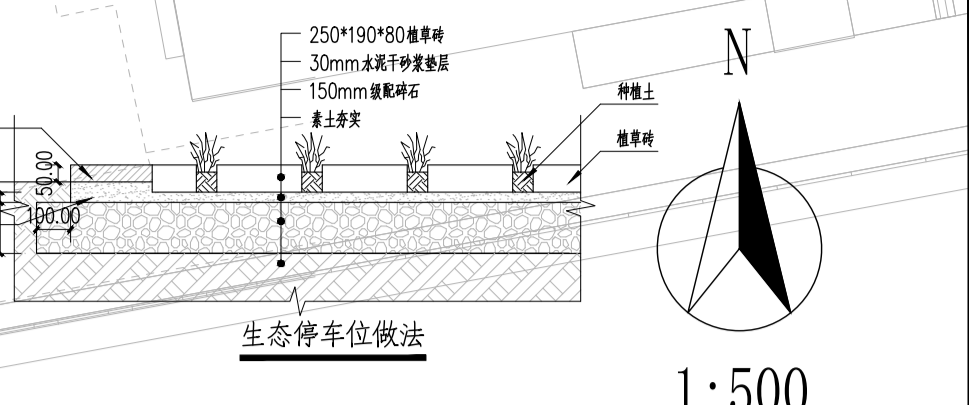 250*190*80植草砖
30mm水泥干砂浆垫层
150mm级配碎石
素土夯实
种植土
植草砖
50.00
100.00
生态停车位做法
N
1:500